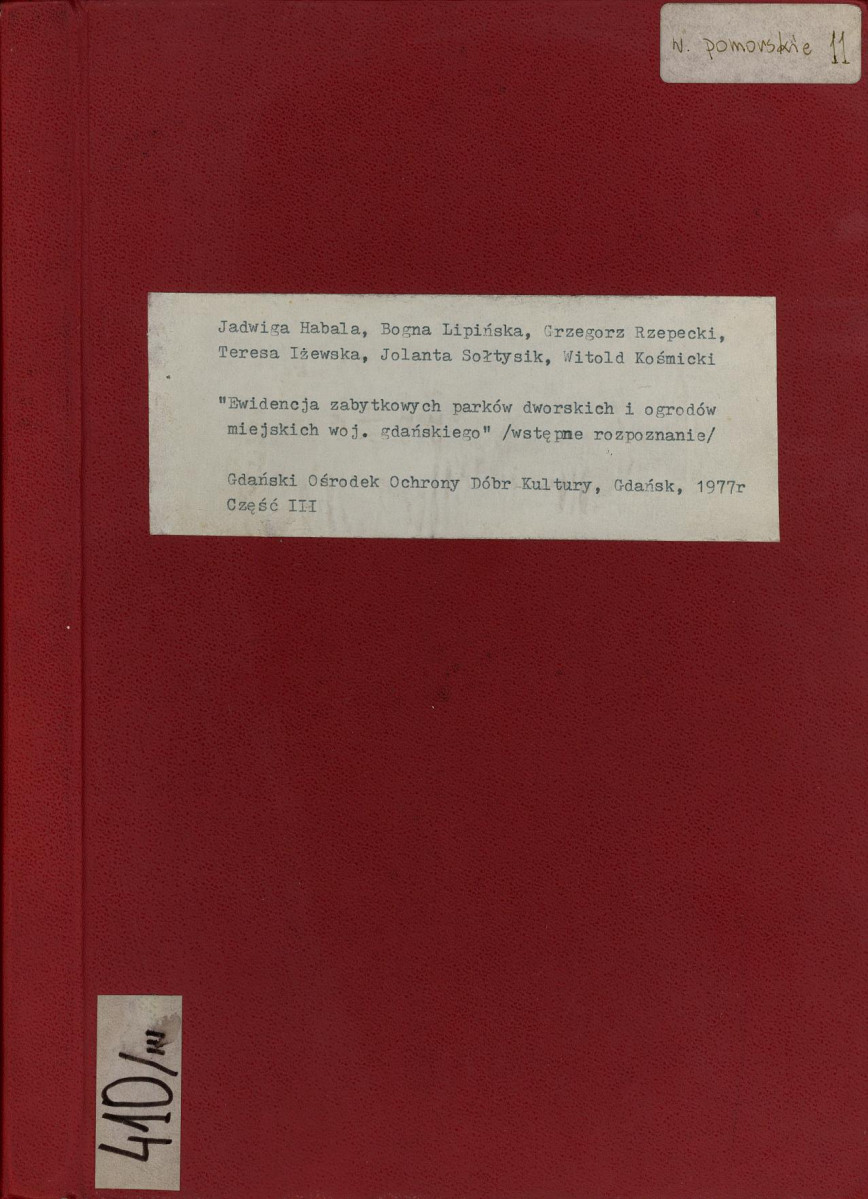 w. pomorskie 11
Jadwiga Habala, Bogna Lipińska, Grzegorz Rzepecki,
Teresa Iżewska, Jolanta Sołtysik, Witold Kośmicki
"Ewidencja zabytkowych parków dworskich i ogrodów
miejskich woj. gdańskiego" /wstępne rozpoznanie/
Gdański Ośrodek Ochrony Dóbr Kultury, Gdańsk, 1977r
Część III
410/III